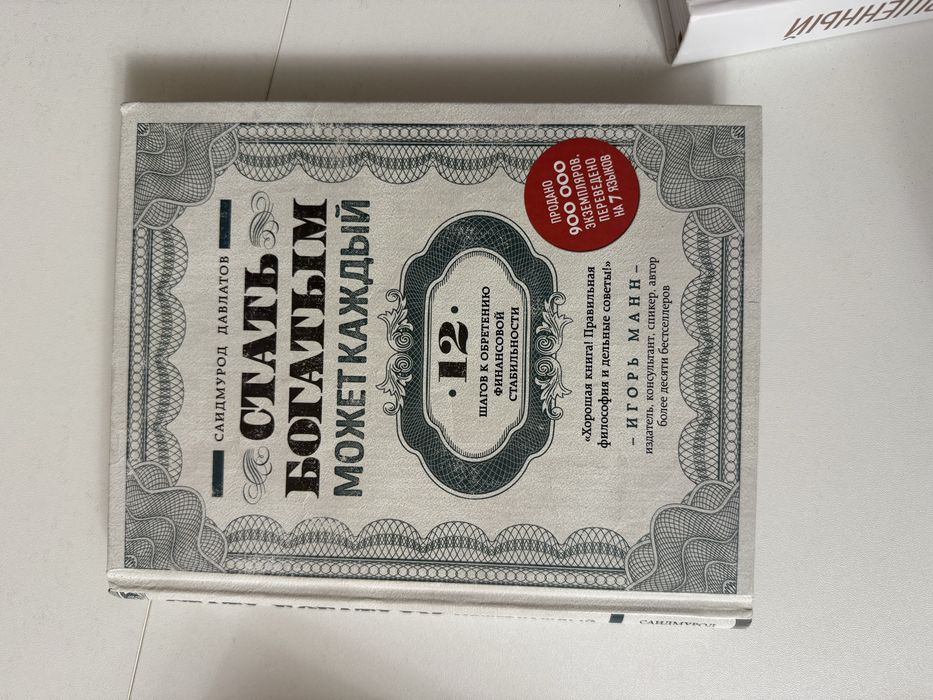 САИДМУРОД ДАВЛАТОВ
СТАТЬ
БОГАТЫМ
МОЖЕТ КАЖДЫЙ
12
ШАГОВ К ОБРЕТЕНИЮ
ФИНАНСОВОЙ
СТАБИЛЬНОСТИ
ПРОДАНО
900 000
ЭКЗЕМПЛЯРОВ.
ПЕРЕВЕДЕНО
НА 7 ЯЗЫКОВ
«Хорошая книга! Правильная
философия и дельные советы!»
– ИГОРЬ МАНН –
издатель, консультант, спикер, автор
более десяти бестселлеров
САИДМУРОД